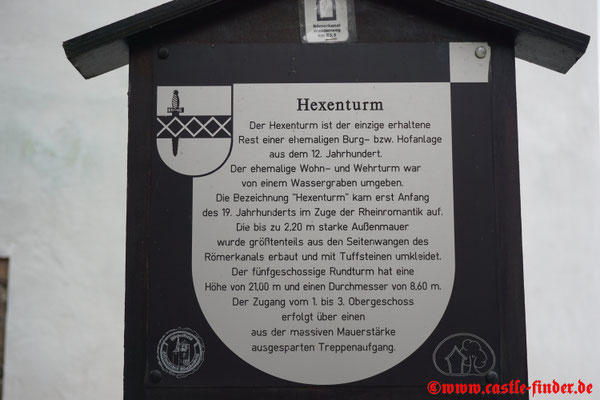 Römerkanal
Wanderweg
Hexenturm
Der Hexenturm ist der einzige erhaltene
Rest einer ehemaligen Burg- bzw. Hofanlage
aus dem 12. Jahrhundert.
Der ehemalige Wohn- und Wehrturm war
von einem Wassergraben umgeben.
Die Bezeichnung "Hexenturm" kam erst Anfang
des 19. Jahrhunderts im Zuge der Rheinromantik auf.
Die bis zu 2,20 m starke Außenmauer
wurde größtenteils aus den Seitenwangen des
Römerkanals erbaut und mit Tuffsteinen umkleidet.
Der fünfgeschossige Rundturm hat eine
Höhe von 21,00 m und einen Durchmesser von 8,60 m.
Der Zugang vom 1. bis 3. Obergeschoss
erfolgt über einen
aus der massiven Mauerstärke
ausgesparten Treppenaufgang.
©www.castle-finder.de